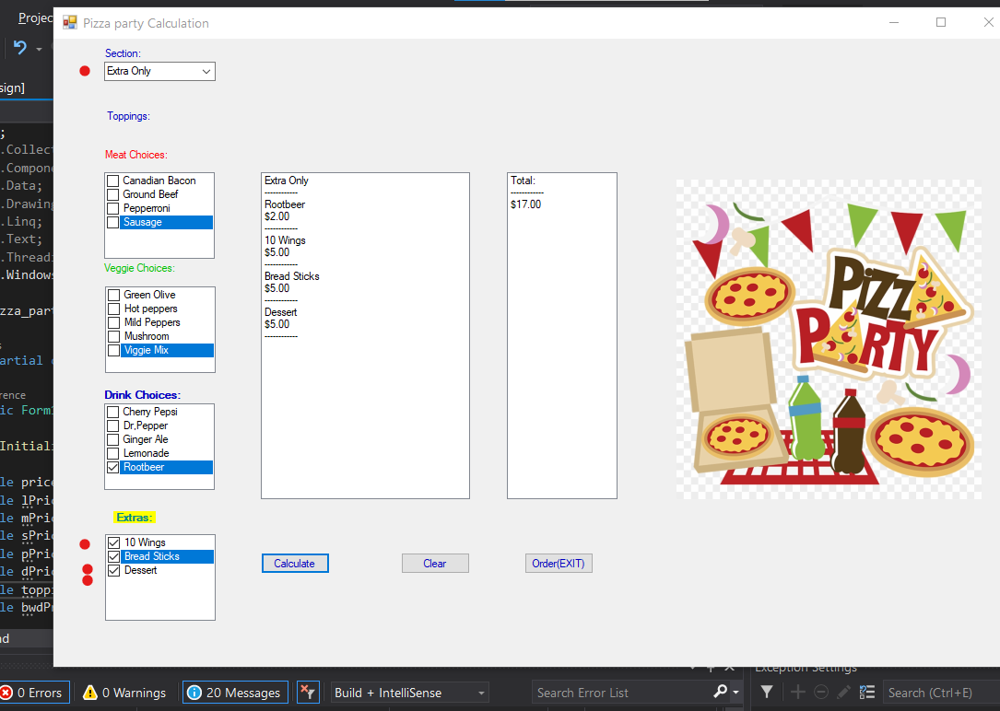 Projec
Pizza party Calculation
sign]
;
.Collec
.Compone
.Data;
.Drawing
.Linq;
.Text;
.Threadi
.Windows
zza_part
s
artial c
rence
ic Form1
Initiali
le price
le lPric
le mPric
le sPric
le pPric
le dPric
le toppi
le bwdPr
nd
Section:
Extra Only
Toppings:
Meat Choices:
Canadian Bacon
Ground Beef
Pepperroni
Sausage
Veggie Choices:
Green Olive
Hot peppers
Mild Peppers
Mushroom
Viggie Mix
Drink Choices:
Cherry Pepsi
Dr,Pepper
Ginger Ale
Lemonade
Rootbeer
Extras:
10 Wings
Bread Sticks
Dessert
Extra Only
------------
Rootbeer
$2.00
------------
10 Wings
$5.00
------------
Bread Sticks
$5.00
------------
Dessert
$5.00
------------
Total:
------------
$17.00
PiZZ
PARTY
Calculate
Clear
Order(EXIT)
Exception Settings
0 Errors
0 Warnings
20 Messages
Build + IntelliSense
Search Error List
Search (Ctrl+E)